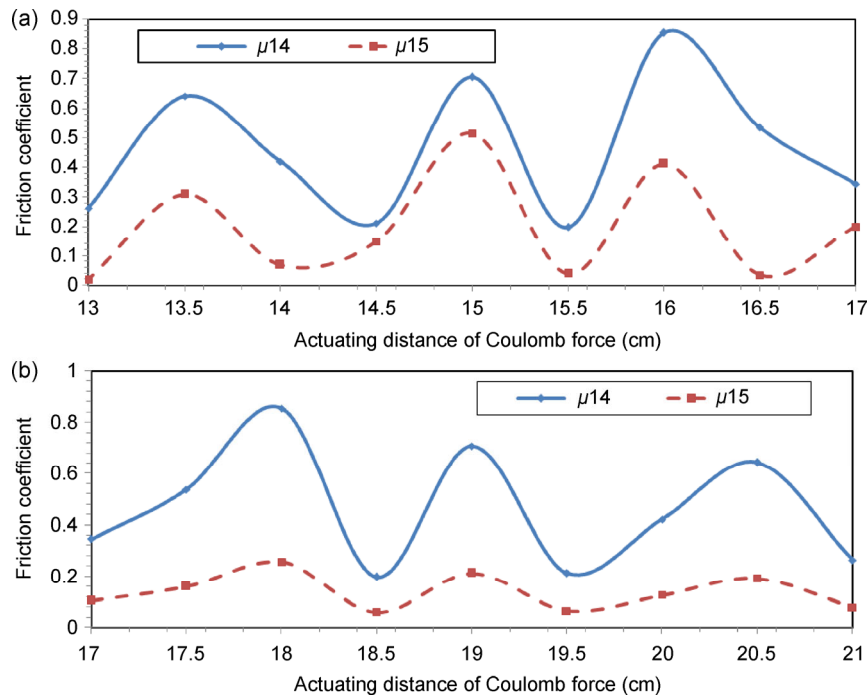 (a)
0.9
0.8
0.7
0.6
0.5
0.4
0.3
0.2
0.1
0
Friction coefficient
µ14 µ15
13 13.5 14 14.5 15 15.5 16 16.5 17
Actuating distance of Coulomb force (cm)
(b)
1
0.8
0.6
0.4
0.2
0
Friction coefficient
µ14 µ15
17 17.5 18 18.5 19 19.5 20 20.5 21
Actuating distance of Coulomb force (cm)